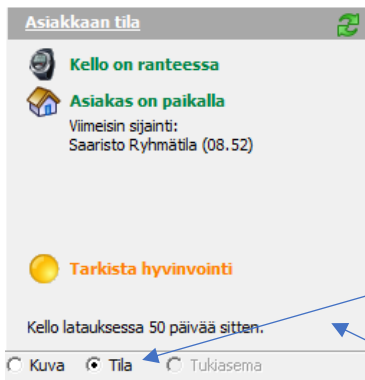 Asiakkaan tila
Kello on ranteessa
Asiakas on paikalla
Viimeisin sijainti:
Saaristo Ryhmätila (08.52)
Tarkista hyvinvointi
Kello latauksessa 50 päivää sitten.
Kuva Tila Tukiasema